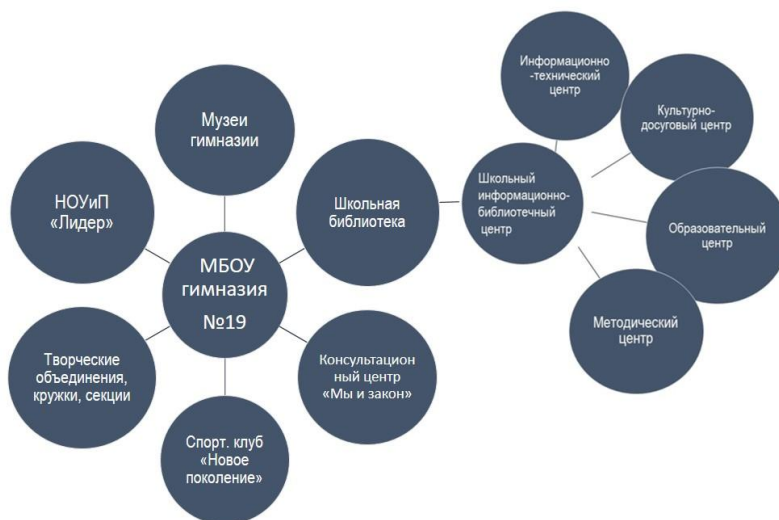 Информационно
-технический
центр
Культурно-
досуговый центр
Музеи
гимназии
НОУиП
«Лидер»
Школьная
библиотека
Школьный
информационно-
библиотечный
центр
Образовательный
центр
МБОУ
гимназия
№19
Методический
центр
Творческие
объединения,
кружки, секции
Консультацион
ный центр
«Мы и закон»
Спорт. клуб
«Новое
поколение»